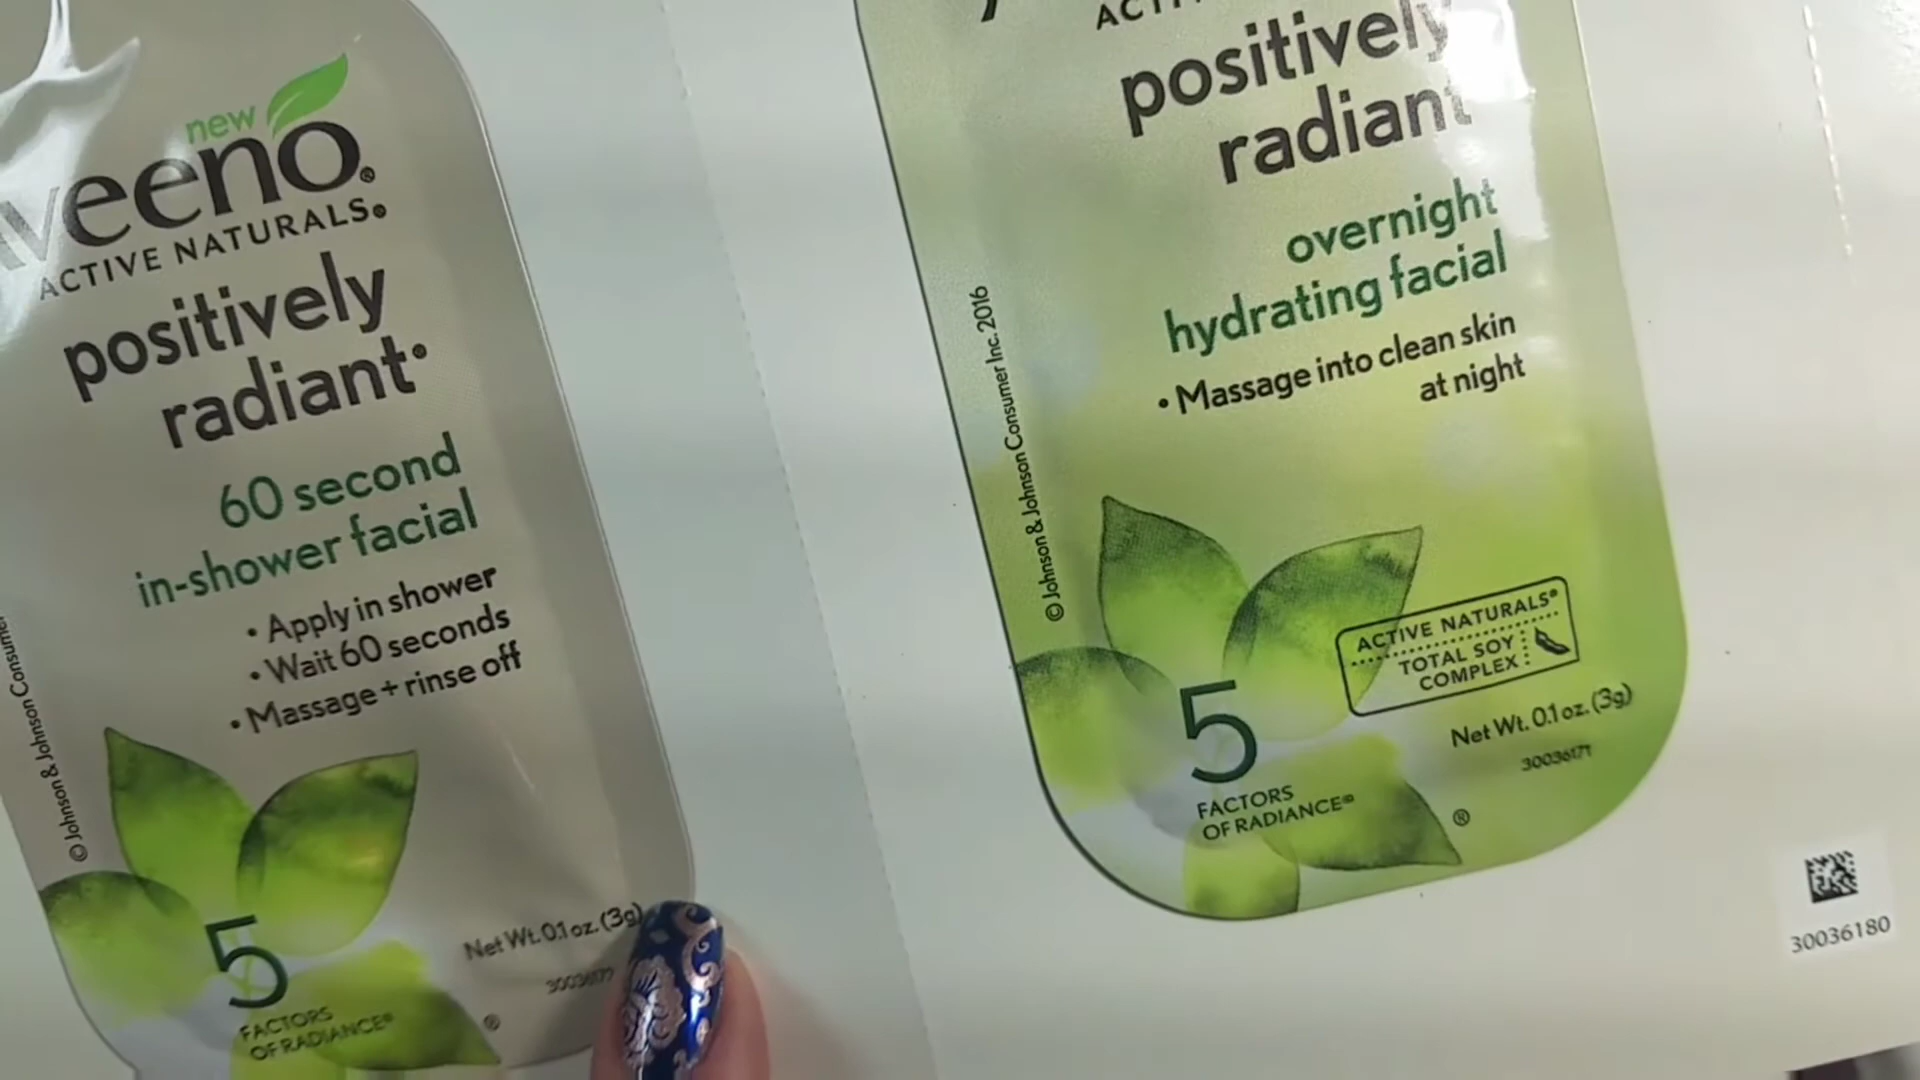 new
veeno®
ACTIVE NATURALS®
positively
radiant®
60 second
in-shower facial
• Apply in shower
• Wait 60 seconds
• Massage + rinse off
© Johnson & Johnson Consumer
5
FACTORS
OF RADIANCE
Net Wt. 0.1 oz. (3g)
®
positively
radiant
overnight
hydrating facial
• Massage into clean skin
at night
© Johnson & Johnson Consumer Inc. 2016
ACTIVE NATURALS®
TOTAL SOY
COMPLEX
5
FACTORS
OF RADIANCE
Net Wt. 0.1 oz. (3g)
30036171
®
30036180